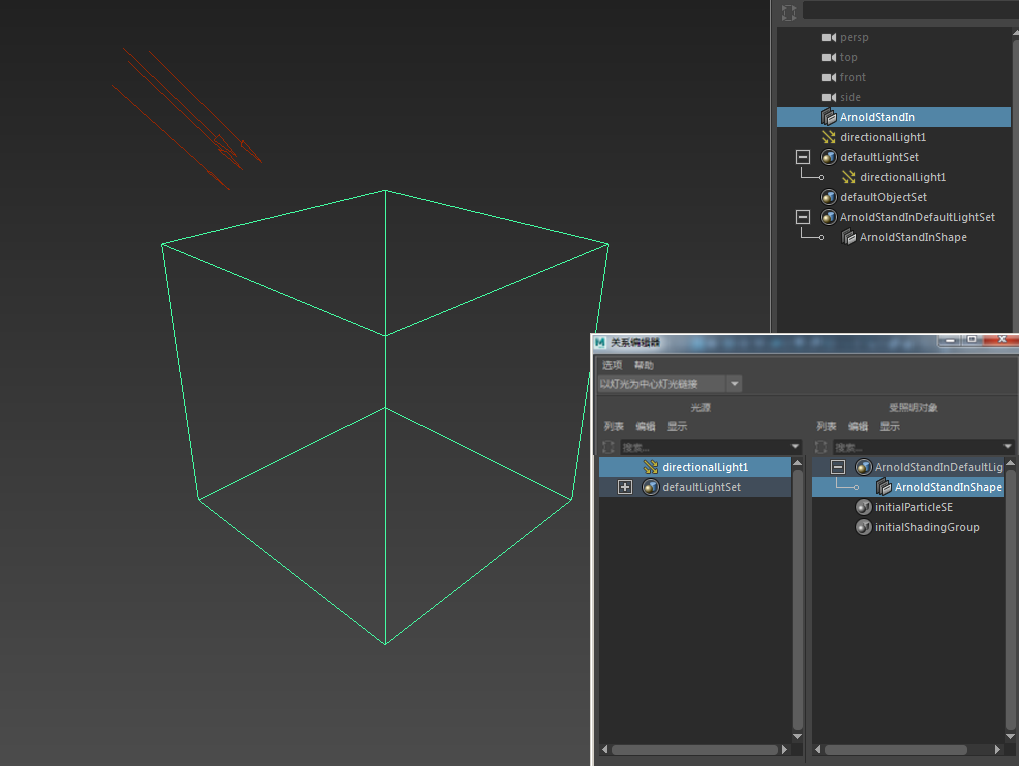 persp
top
front
side
ArnoldStandIn
directionalLight1
defaultLightSet
directionalLight1
defaultObjectSet
ArnoldStandInDefaultLightSet
ArnoldStandInShape
关系编辑器
选项 帮助
以灯光为中心灯光链接
光源
列表 编辑 显示
搜索...
directionalLight1
defaultLightSet
受照明对象
列表 编辑 显示
搜索...
ArnoldStandInDefaultLig
ArnoldStandInShape
initialParticleSE
initialShadingGroup